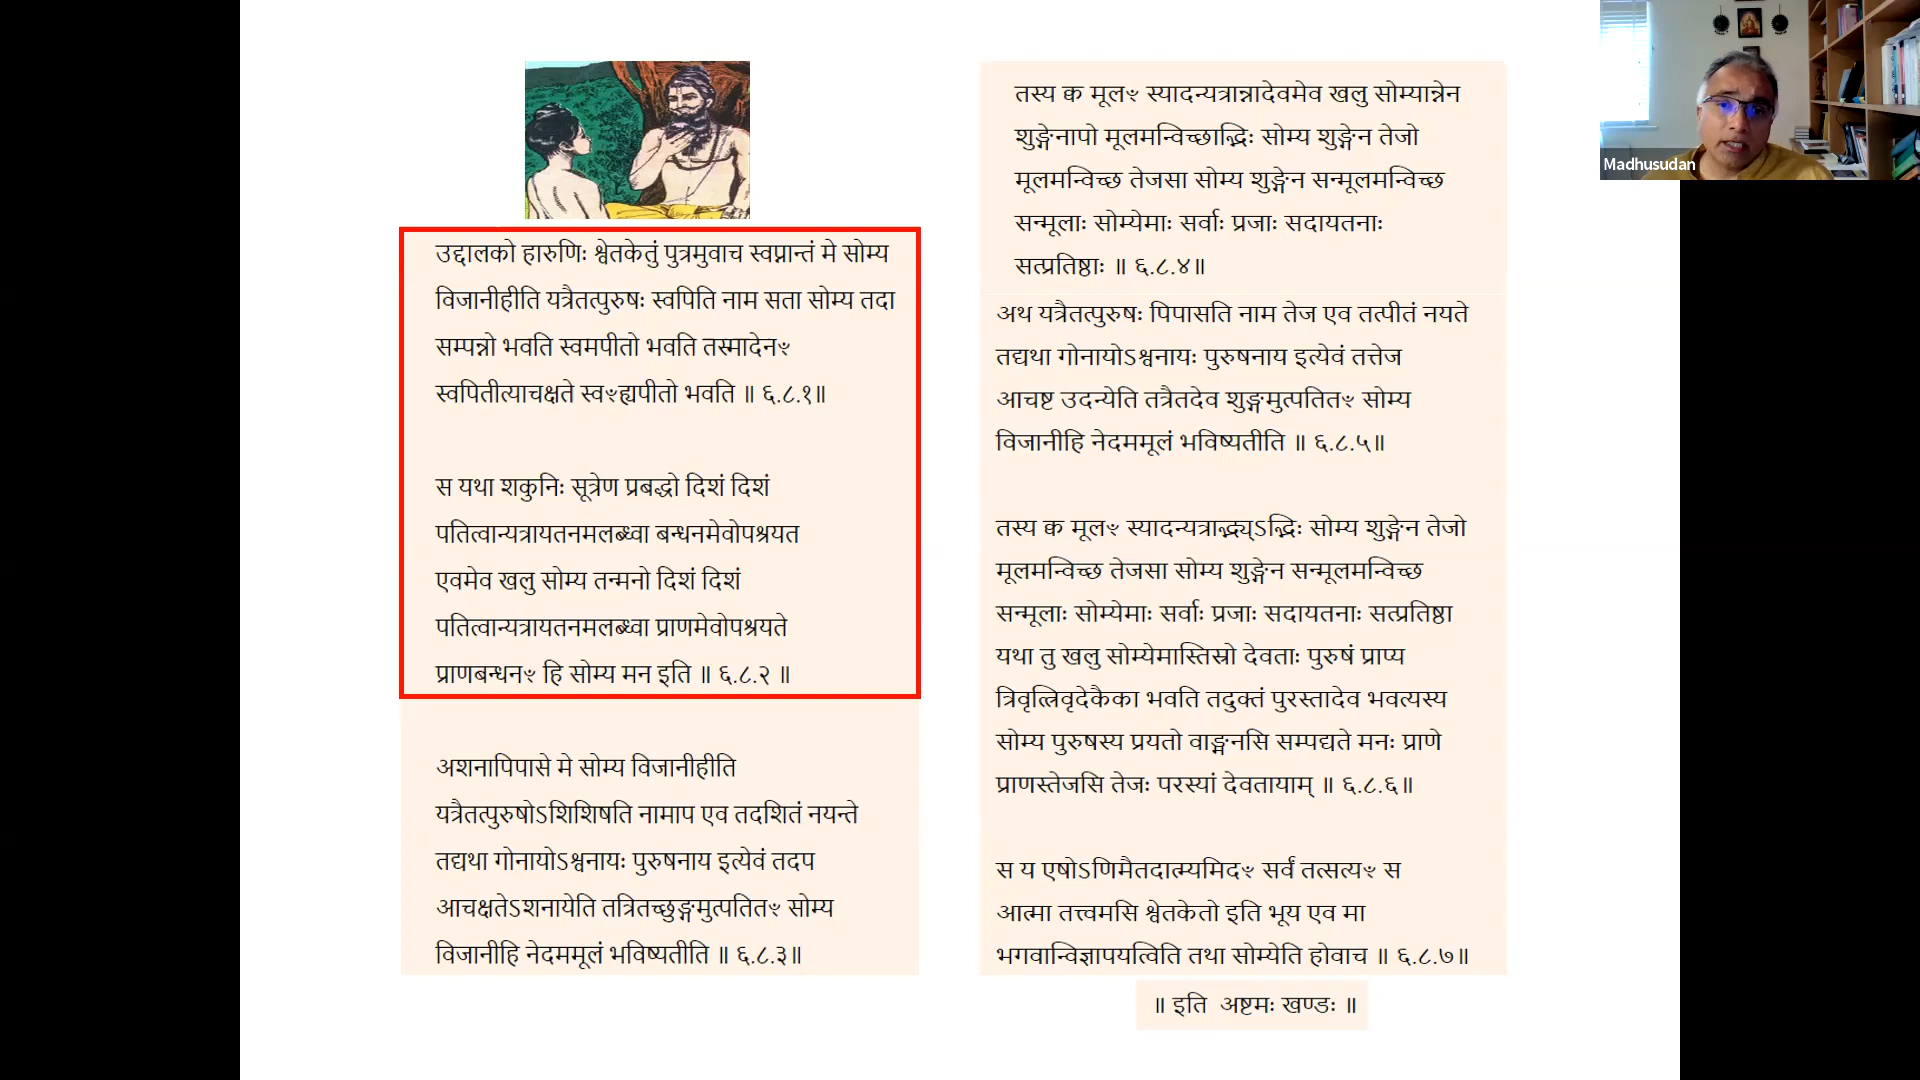 उद्दालको हारुणिः श्वेतकेतुं पुत्रमुवाच स्वप्नान्तं मे सोम्य
विजानीहीति यत्रैतत्पुरुषः स्वपिति नाम सता सोम्य तदा
सम्पन्नो भवति स्वमपीतो भवति तस्मादेनꣳ
स्वपितीत्याचक्षते स्वꣳह्यपीतो भवति ॥ ६.८.१॥
स यथा शकुनिः सूत्रेण प्रबद्धो दिशं दिशं
पतित्वान्यत्रायतनमलब्ध्वा बन्धनमेवोपश्रयत
एवमेव खलु सोम्य तन्मनो दिशं दिशं
पतित्वान्यत्रायतनमलब्ध्वा प्राणमेवोपश्रयते
प्राणबन्धनꣳ हि सोम्य मन इति ॥ ६.८.२ ॥
अशनापिपासे मे सोम्य विजानीहीति
यत्रैतत्पुरुषोऽशिशिषति नामाप एव तदशितं नयन्ते
तद्यथा गोनायोऽश्वनायः पुरुषनाय इत्येवं तदप
आचक्षतेऽशनायेति तत्रितच्छुङ्गमुत्पतितꣳ सोम्य
विजानीहि नेदममूलं भविष्यतीति ॥ ६.८.३॥
तस्य क्व मूलꣳ स्यादन्यत्रान्नादेवमेव खलु सोम्यान्नेन
शुङ्गेनापो मूलमन्विच्छाद्भिः सोम्य शुङ्गेन तेजो
मूलमन्विच्छ तेजसा सोम्य शुङ्गेन सन्मूलमन्विच्छ
सन्मूलाः सोम्येमाः सर्वाः प्रजाः सदायतनाः
सत्प्रतिष्ठाः ॥ ६.८.४॥
अथ यत्रैतत्पुरुषः पिपासति नाम तेज एव तत्पीतं नयते
तद्यथा गोनायोऽश्वनायः पुरुषनाय इत्येवं तत्तेज
आचष्ट उदन्येति तत्रैतदेव शुङ्गमुत्पतितꣳ सोम्य
विजानीहि नेदममूलं भविष्यतीति ॥ ६.८.५॥
तस्य क्व मूलꣳ स्यादन्यत्राद्भ्य्ऽद्भिः सोम्य शुङ्गेन तेजो
मूलमन्विच्छ तेजसा सोम्य शुङ्गेन सन्मूलमन्विच्छ
सन्मूलाः सोम्येमाः सर्वाः प्रजाः सदायतनाः सत्प्रतिष्ठा
यथा तु खलु सोम्येमास्तिस्रो देवताः पुरुषं प्राप्य
त्रिवृत्त्रिवृदेकैका भवति तदुक्तं पुरस्तादेव भवत्यस्य
सोम्य पुरुषस्य प्रयतो वाङ्मनसि सम्पद्यते मनः प्राणे
प्राणस्तेजसि तेजः परस्यां देवतायाम् ॥ ६.८.६॥
स य एषोऽणिमैतदात्म्यमिदꣳ सर्वं तत्सत्यꣳ स
आत्मा तत्त्वमसि श्वेतकेतो इति भूय एव मा
भगवान्विज्ञापयत्विति तथा सोम्येति होवाच ॥ ६.८.७॥
॥ इति अष्टमः खण्डः ॥
Madhusudan